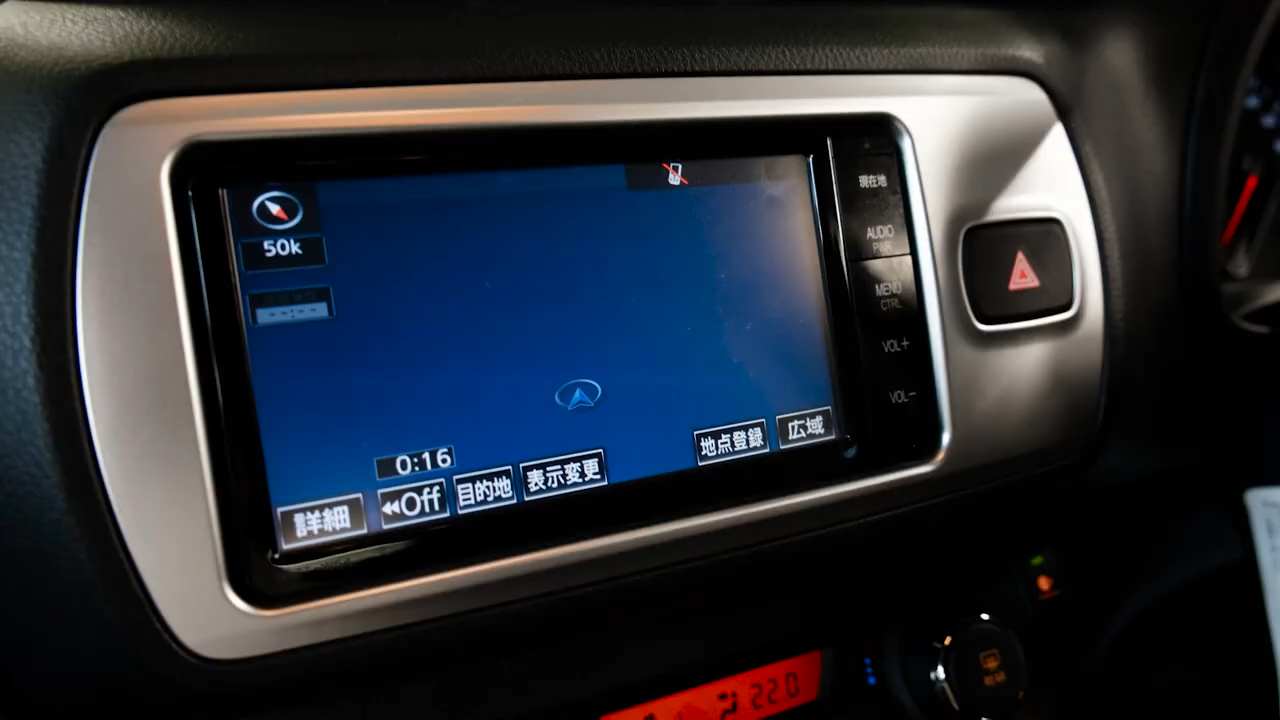 50k
--:--
0:16
詳細
◀◀Off
目的地
表示変更
地点登録
広域
現在地
AUDIO
PWR
MENU
CTRL
VOL+
VOL-
22.0
REAR